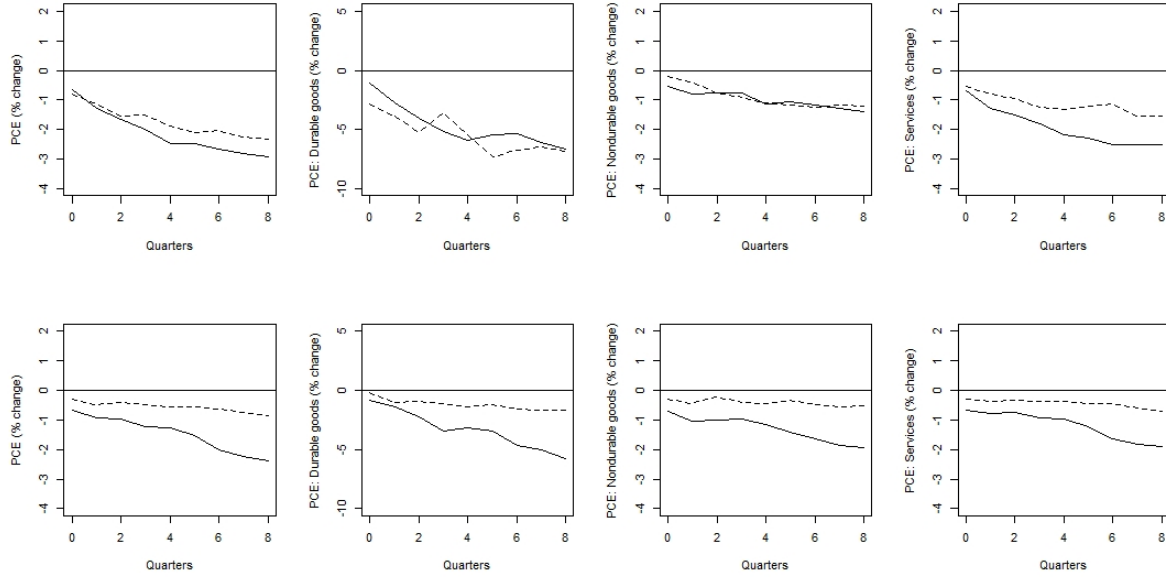 PCE (% change)
2
1
0
-1
-2
-3
-4
0 2 4 6 8
Quarters
PCE: Durable goods (% change)
5
0
-5
-10
0 2 4 6 8
Quarters
PCE: Nondurable goods (% change)
2
1
0
-1
-2
-3
-4
0 2 4 6 8
Quarters
PCE: Services (% change)
2
1
0
-1
-2
-3
-4
0 2 4 6 8
Quarters
PCE (% change)
2
1
0
-1
-2
-3
-4
0 2 4 6 8
Quarters
PCE: Durable goods (% change)
5
0
-5
-10
0 2 4 6 8
Quarters
PCE: Nondurable goods (% change)
2
1
0
-1
-2
-3
-4
0 2 4 6 8
Quarters
PCE: Services (% change)
2
1
0
-1
-2
-3
-4
0 2 4 6 8
Quarters